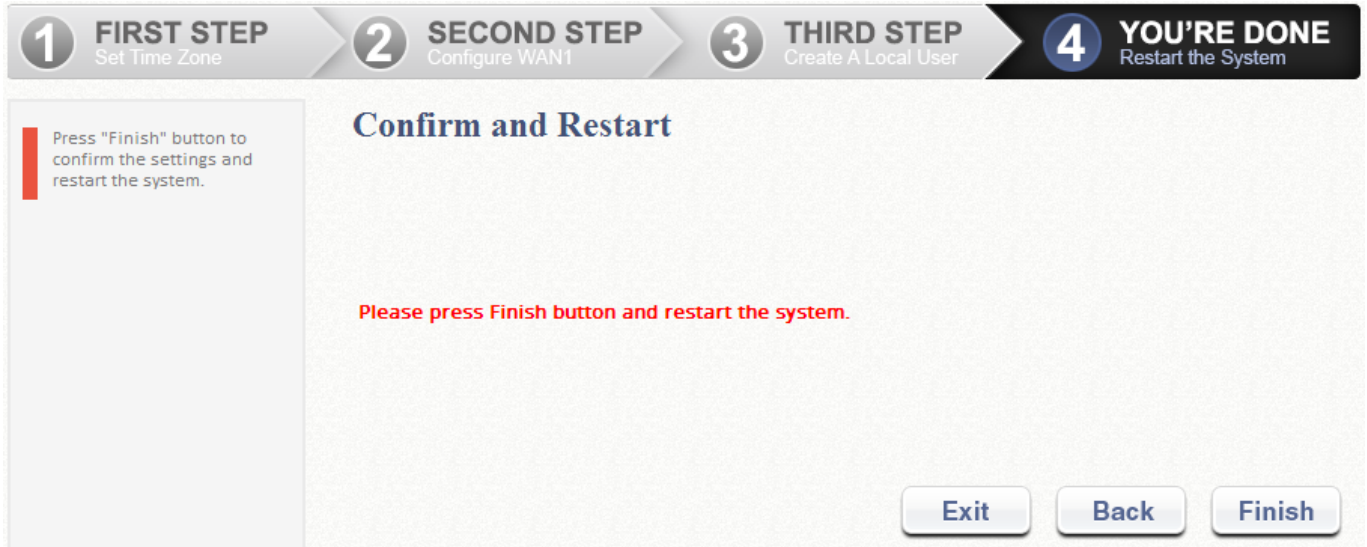 1 FIRST STEP
Set Time Zone
2 SECOND STEP
Configure WAN1
3 THIRD STEP
Create A Local User
4 YOU'RE DONE
Restart the System
Press "Finish" button to
confirm the settings and
restart the system.
Confirm and Restart
Please press Finish button and restart the system.
Exit Back Finish